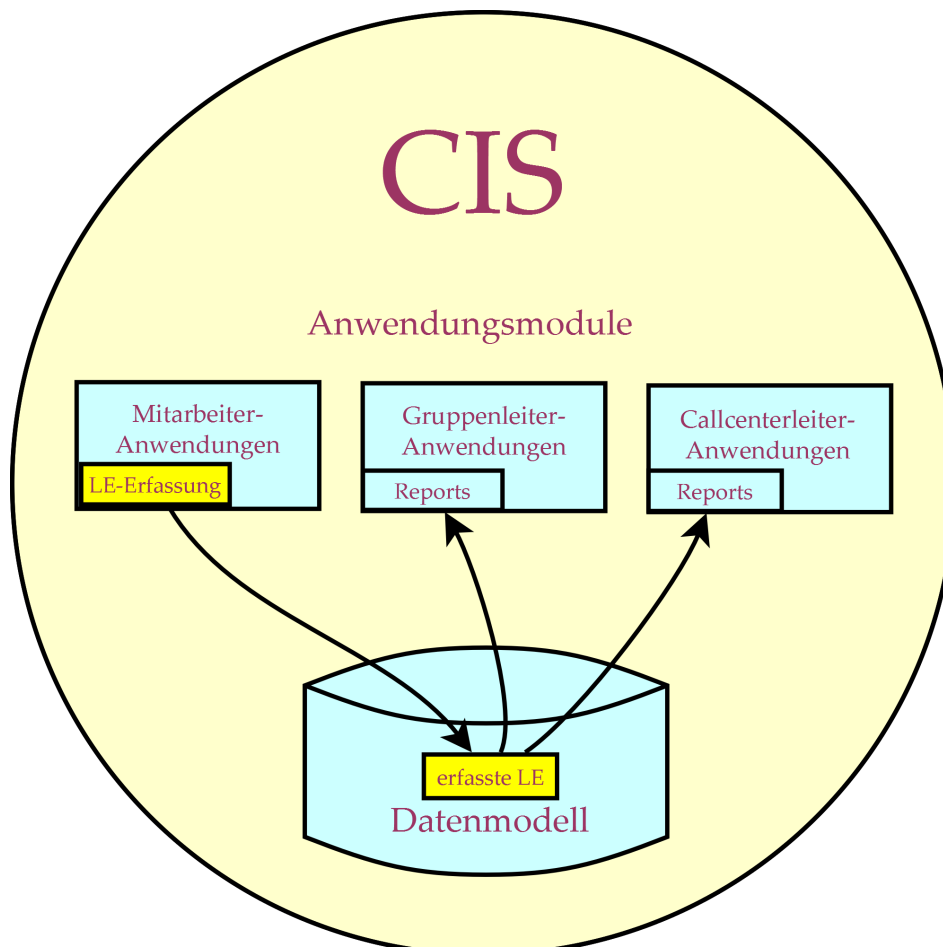 CIS
Anwendungsmodule
Mitarbeiter-
Anwendungen
LE-Erfassung
Gruppenleiter-
Anwendungen
Reports
Callcenterleiter-
Anwendungen
Reports
erfasste LE
Datenmodell